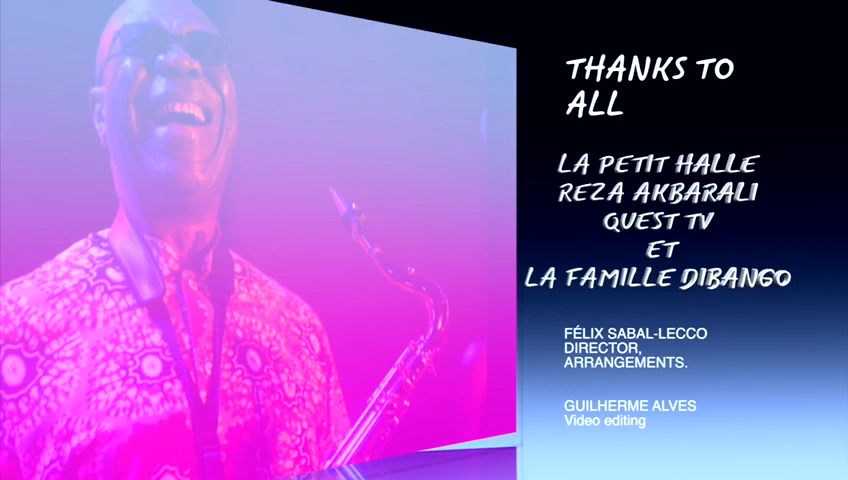 THANKS TO
ALL
LA PETIT HALLE
REZA AKBARALI
QUEST TV
ET
LA FAMILLE DIBANGO
FÉLIX SABAL-LECCO
DIRECTOR,
ARRANGEMENTS.
GUILHERME ALVES
Video editing